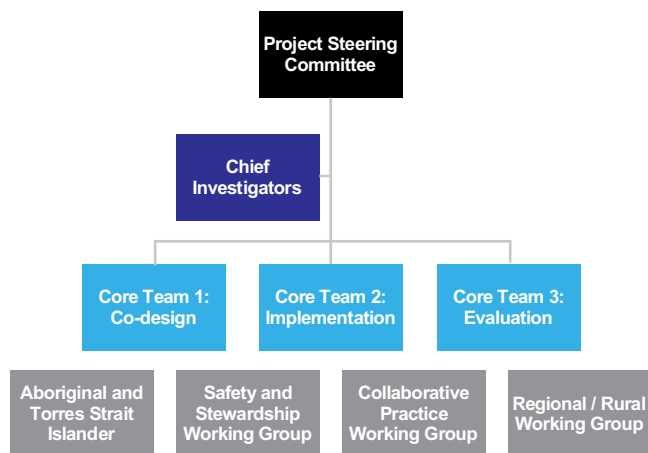 Project Steering
Committee
Chief
Investigators
Core Team 1:
Co-design
Core Team 2:
Implementation
Core Team 3:
Evaluation
Aboriginal and
Torres Strait
Islander
Safety and
Stewardship
Working Group
Collaborative
Practice
Working Group
Regional / Rural
Working Group